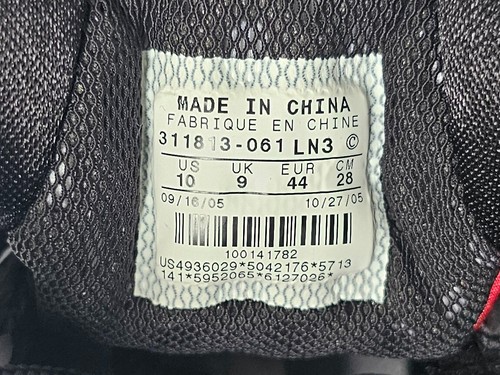 MADE IN CHINA
FABRIQUE EN CHINE
311813-061 LN3 ©
US UK EUR CM
10 9 44 28
09/16/05 10/27/05
100141782
US4936029*5042176*5713
141*5952065*6127026*